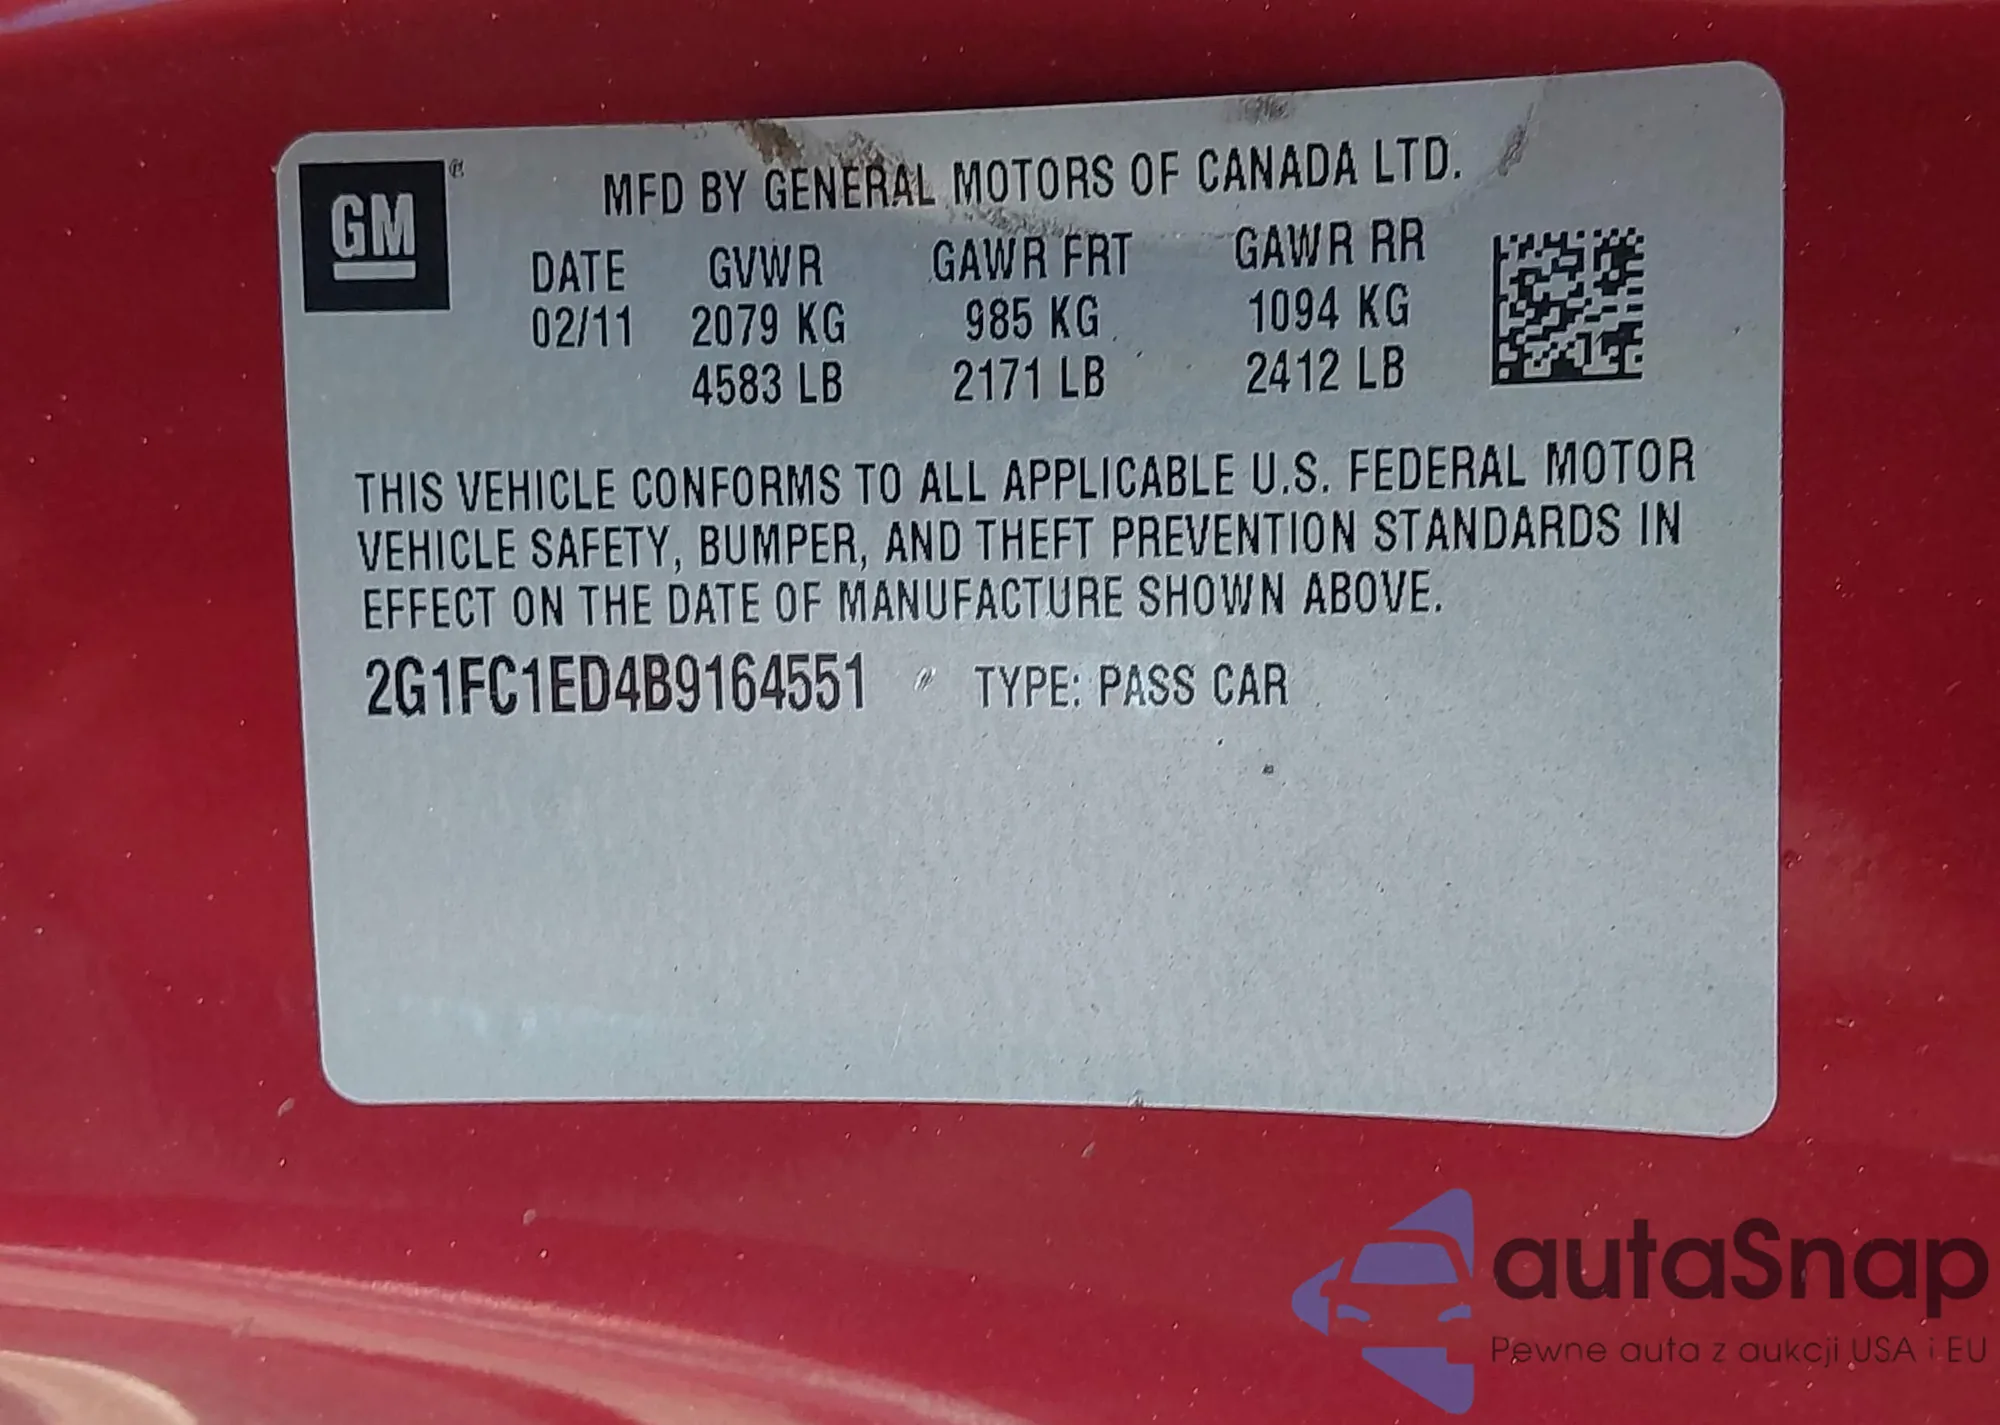 GM ®
MFD BY GENERAL MOTORS OF CANADA LTD.
DATE GVWR GAWR FRT GAWR RR
02/11 2079 KG 985 KG 1094 KG
4583 LB 2171 LB 2412 LB
THIS VEHICLE CONFORMS TO ALL APPLICABLE U.S. FEDERAL MOTOR
VEHICLE SAFETY, BUMPER, AND THEFT PREVENTION STANDARDS IN
EFFECT ON THE DATE OF MANUFACTURE SHOWN ABOVE.
2G1FC1ED4B9164551 TYPE: PASS CAR
autaSnap
Pewne auta z aukcji USA i EU